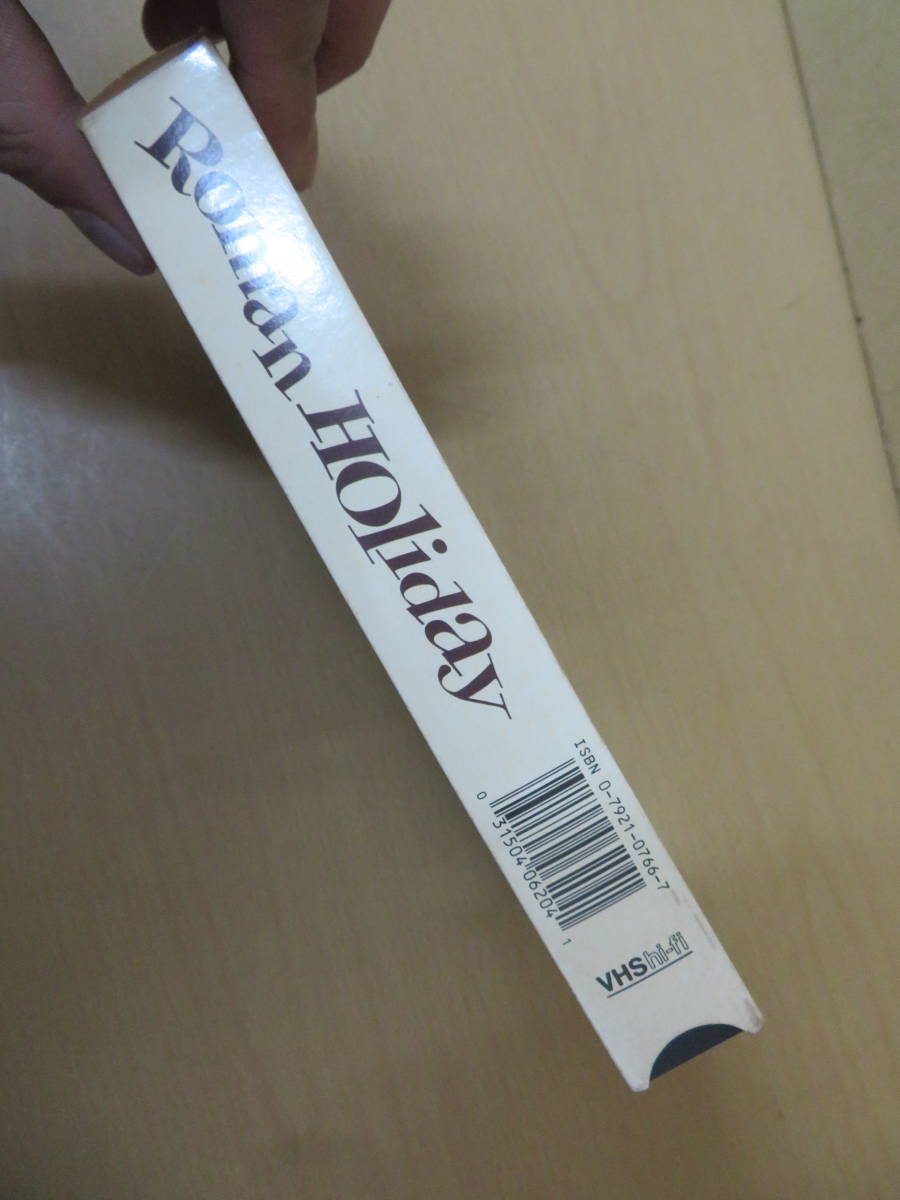 Roman Holiday
ISBN 0-7921-0766-7
0 31504 06204 1
VHS hi-fi